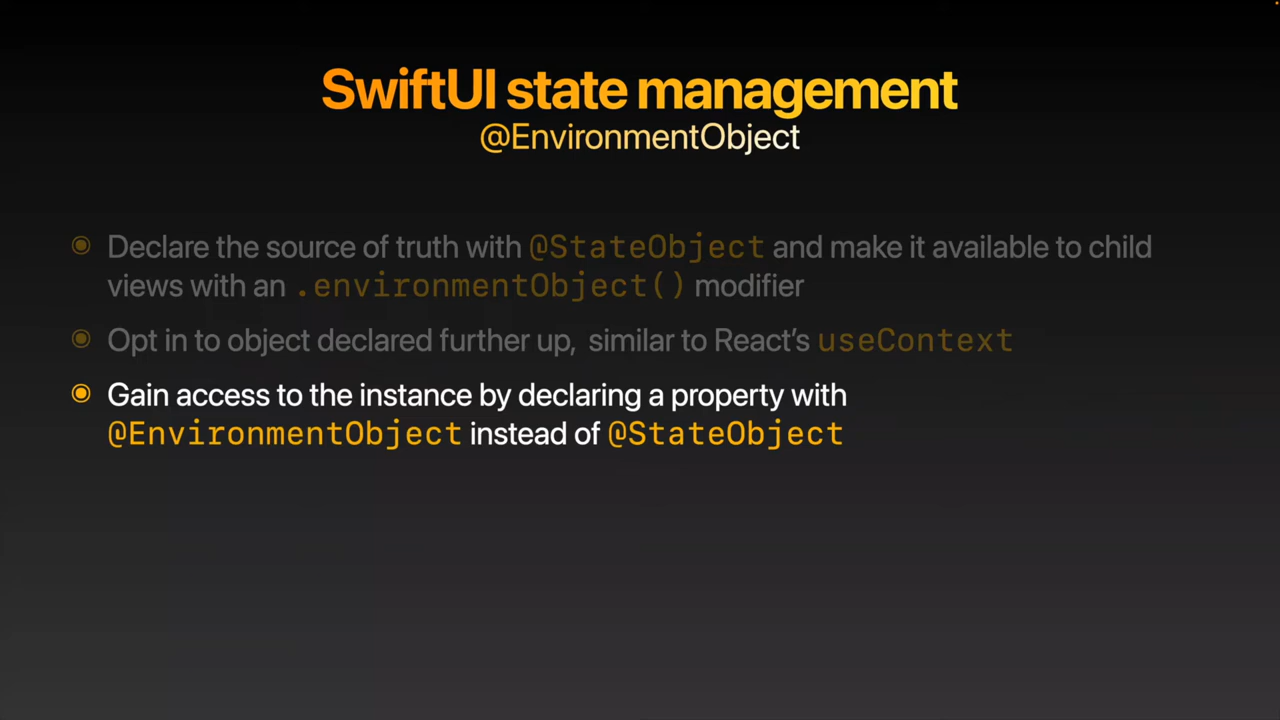 SwiftUI state management
@EnvironmentObject
Declare the source of truth with @StateObject and make it available to child
views with an .environmentObject() modifier
Opt in to object declared further up, similar to React’s useContext
Gain access to the instance by declaring a property with
@EnvironmentObject instead of @StateObject